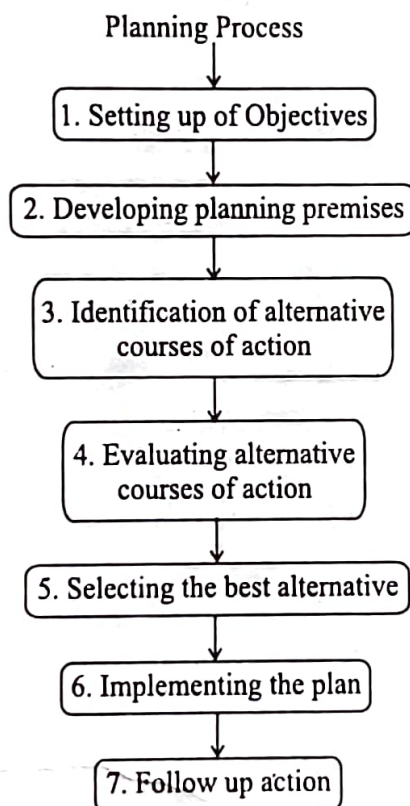 Planning Process
1. Setting up of Objectives
2. Developing planning premises
3. Identification of alternative
courses of action
4. Evaluating alternative
courses of action
5. Selecting the best alternative
6. Implementing the plan
7. Follow up action